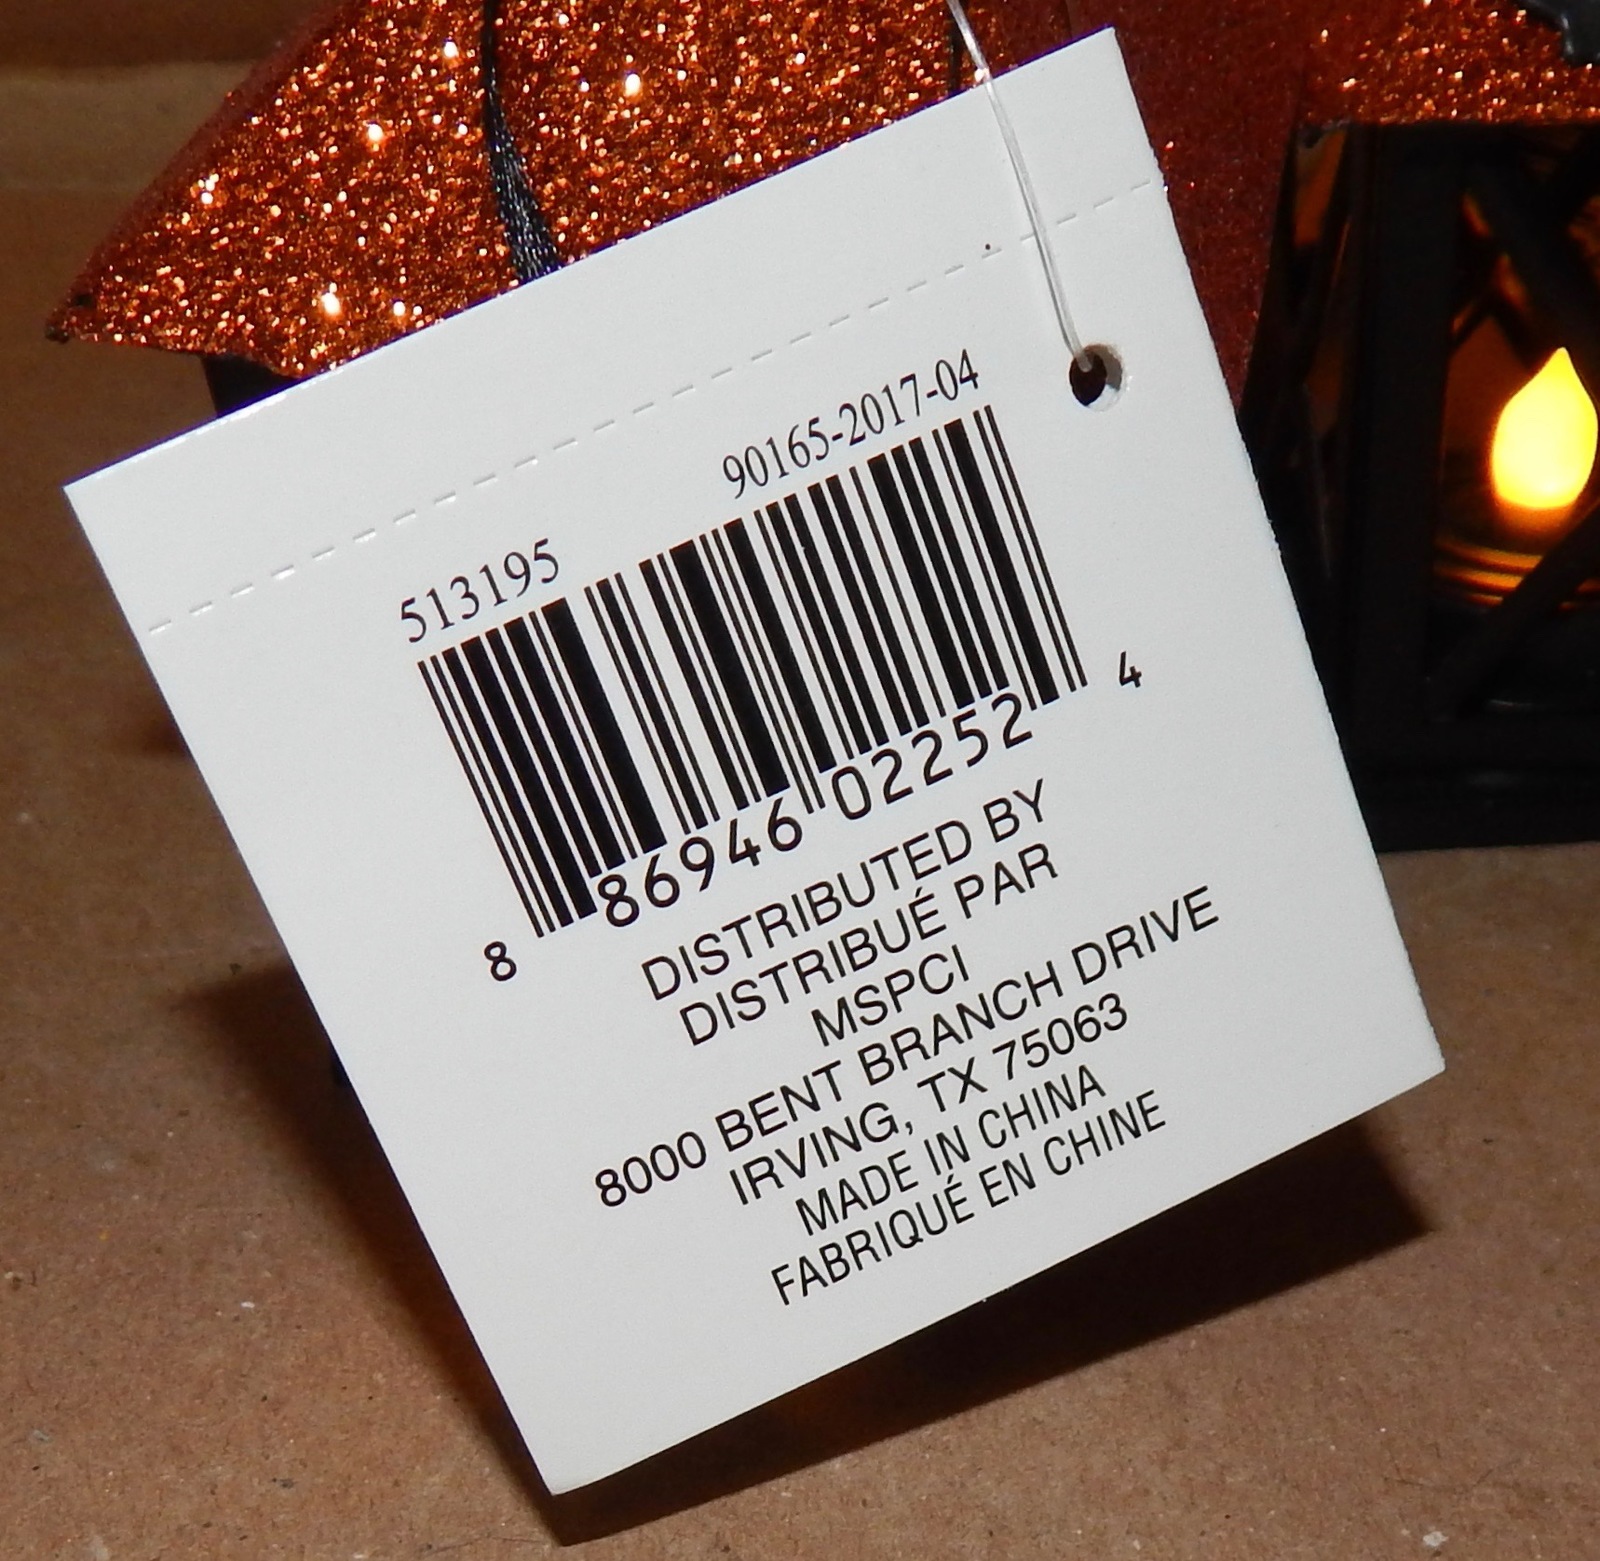 513195 90165-2017-04
8 86946 02252 4
DISTRIBUTED BY
DISTRIBUÉ PAR
MSPCI
8000 BENT BRANCH DRIVE
IRVING, TX 75063
MADE IN CHINA
FABRIQUÉ EN CHINE